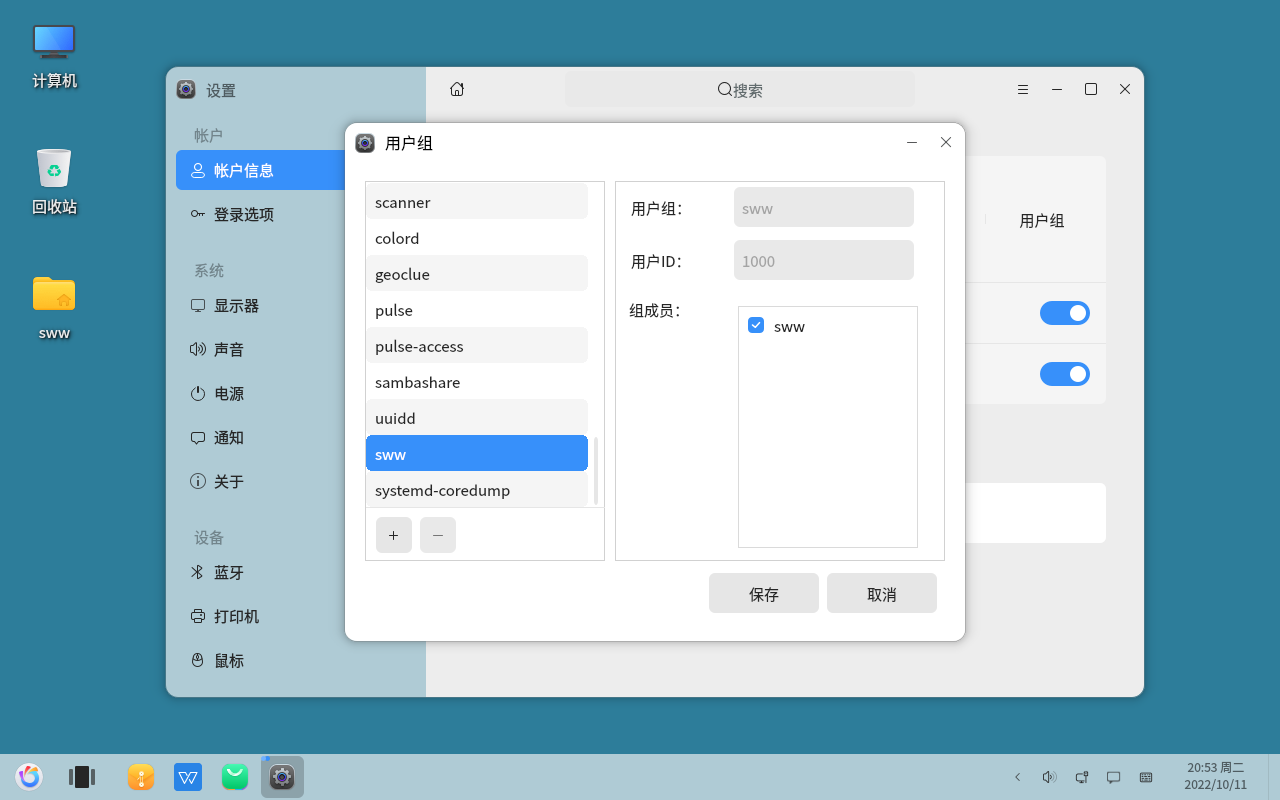 计算机
回收站
sww
设置
搜索
帐户
帐户信息
登录选项
系统
显示器
声音
电源
通知
关于
设备
蓝牙
打印机
鼠标
用户组
用户组
scanner
colord
geoclue
pulse
pulse-access
sambashare
uuidd
sww
systemd-coredump
用户组:
sww
用户ID:
1000
组成员:
sww
保存
取消
20:53 周二
2022/10/11